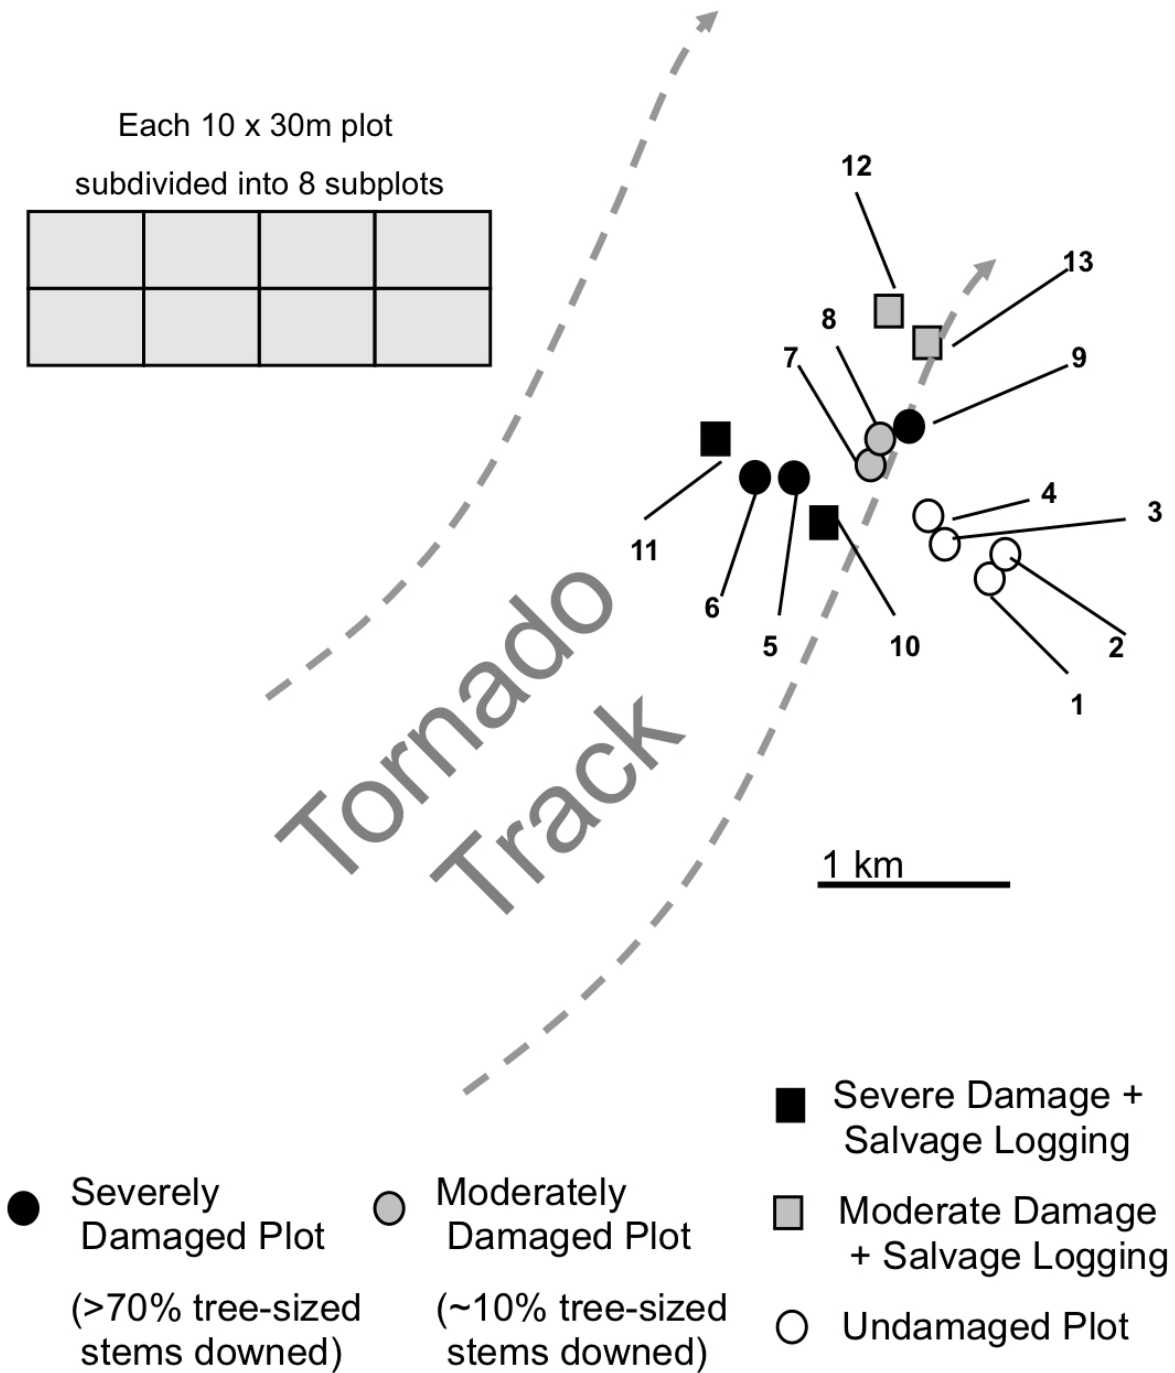 Each 10 x 30m plot
subdivided into 8 subplots
12
13
8
7
9
4
3
11
6
5
10
2
1
Tornado
Track
1 km
Severe Damage +
Salvage Logging
Severely
Damaged Plot
(>70% tree-sized
stems downed)
Moderately
Damaged Plot
(~10% tree-sized
stems downed)
Moderate Damage
+ Salvage Logging
Undamaged Plot